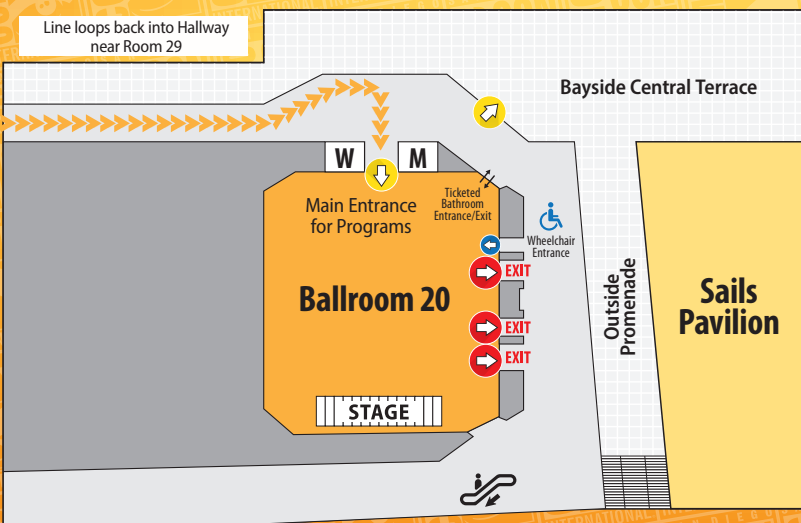 Line loops back into Hallway
near Room 29
Bayside Central Terrace
W
M
Main Entrance
for Programs
Ticketed
Bathroom
Entrance/Exit
Wheelchair
Entrance
EXIT
Ballroom 20
EXIT
EXIT
STAGE
Outside
Promenade
Sails
Pavilion